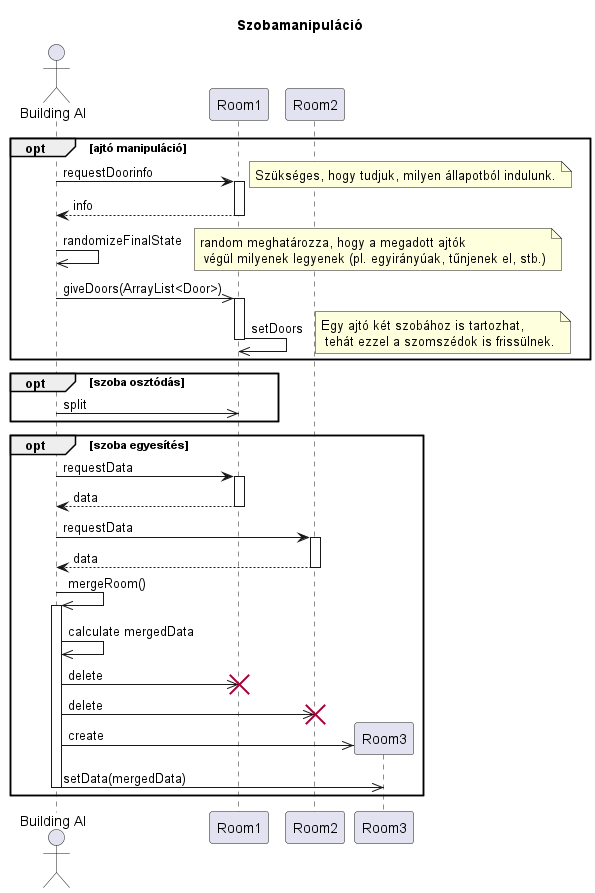 Szobamanipuláció
Building AI
Room1
Room2
opt
[ajtó manipuláció]
requestDoorinfo
Szükséges, hogy tudjuk, milyen állapotból indulunk.
info
randomizeFinalState
random meghatározza, hogy a megadott ajtók
végül milyenek legyenek (pl. egyirányúak, tűnjenek el, stb.)
giveDoors(ArrayList<Door>)
setDoors
Egy ajtó két szobához is tartozhat,
tehát ezzel a szomszédok is frissülnek.
opt
[szoba osztódás]
split
opt
[szoba egyesítés]
requestData
data
requestData
data
mergeRoom()
calculate mergedData
delete
delete
create
Room3
setData(mergedData)
Building AI
Room1
Room2
Room3